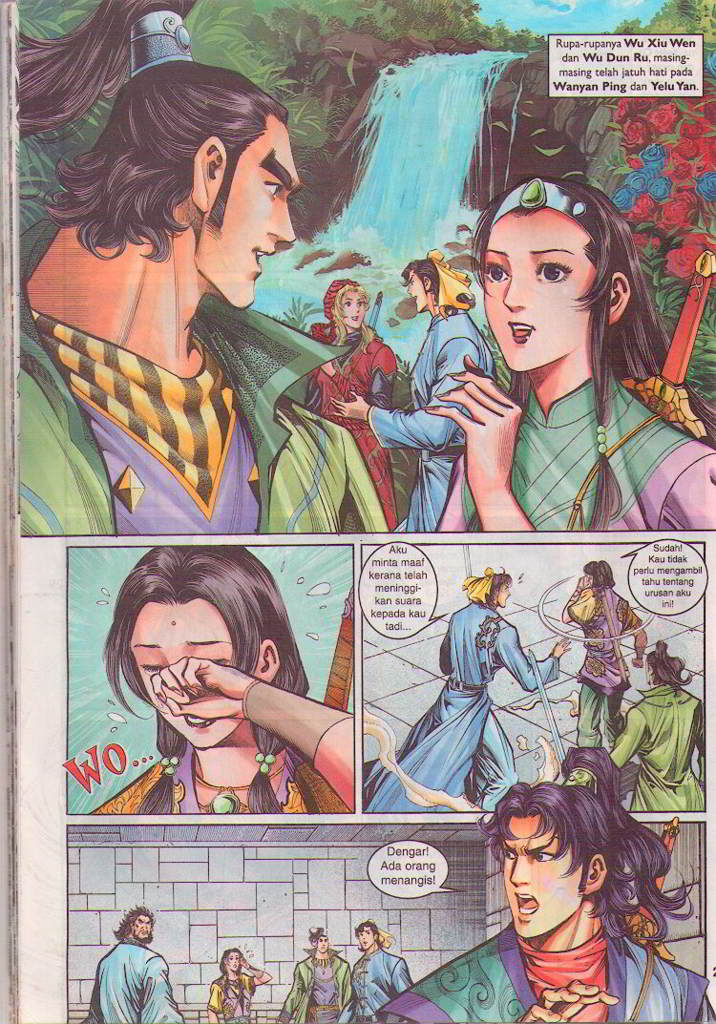 Rupa-rupanya Wu Xiu Wen
dan Wu Dun Ru, masing-
masing telah jatuh hati pada
Wanyan Ping dan Yelu Yan.
Aku
minta maaf
kerana telah
meninggi-
kan suara
kepada kau
tadi...
Sudah!
Kau tidak
perlu mengambil
tahu tentang
urusan aku
ini!
WO...
Dengar!
Ada orang
menangis!